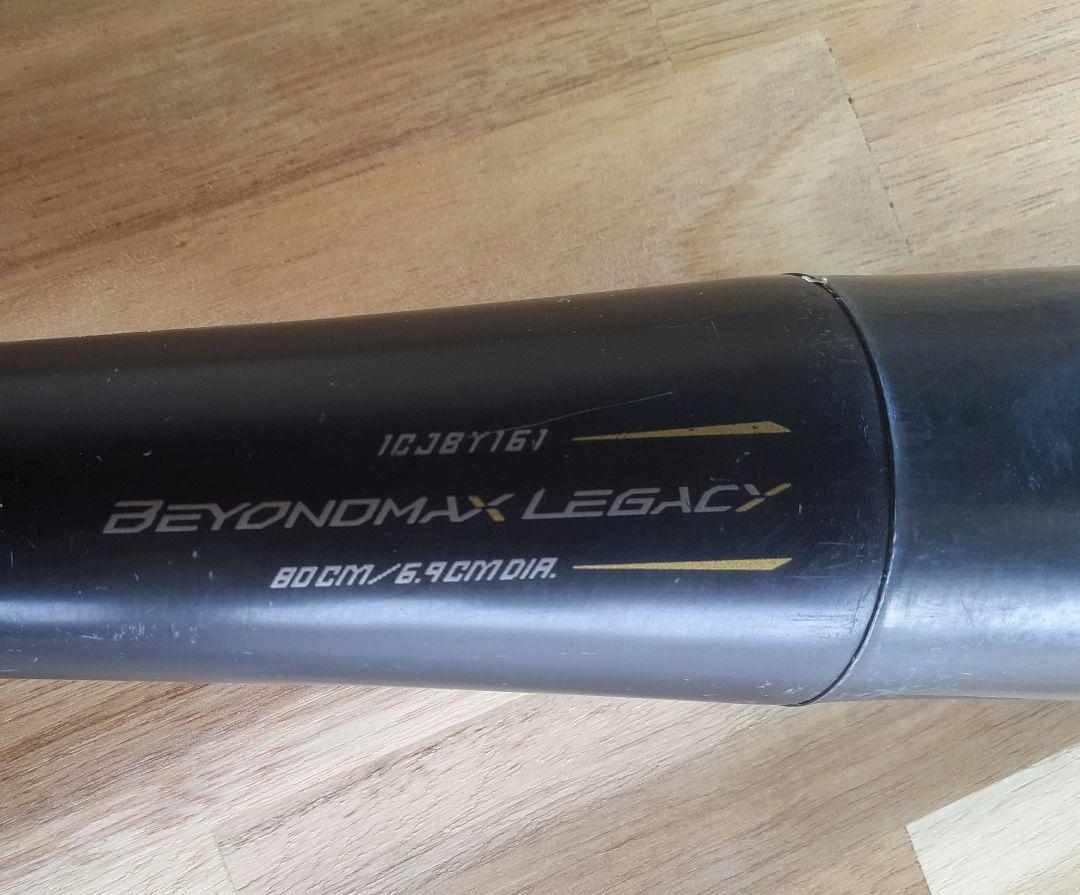 1CJBY161
BEYONDMAX LEGACY
80CM/6.9CM DIA.